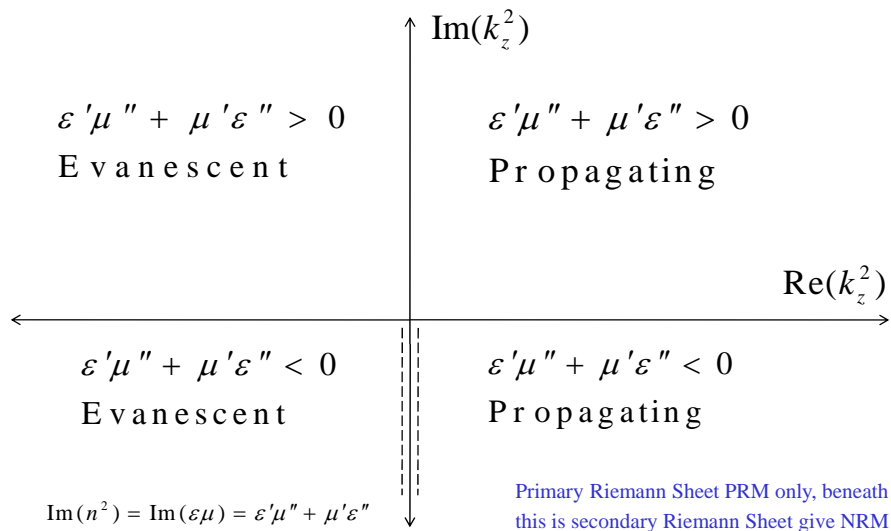 Im(k_z^2)
ε'μ″ + μ'ε″ > 0
Evanescent
ε'μ″ + μ'ε″ > 0
Propagating
Re(k_z^2)
ε'μ″ + μ'ε″ < 0
Evanescent
ε'μ″ + μ'ε″ < 0
Propagating
Im(n^2) = Im(εμ) = ε'μ″ + μ'ε″
Primary Riemann Sheet PRM only, beneath
this is secondary Riemann Sheet give NRM